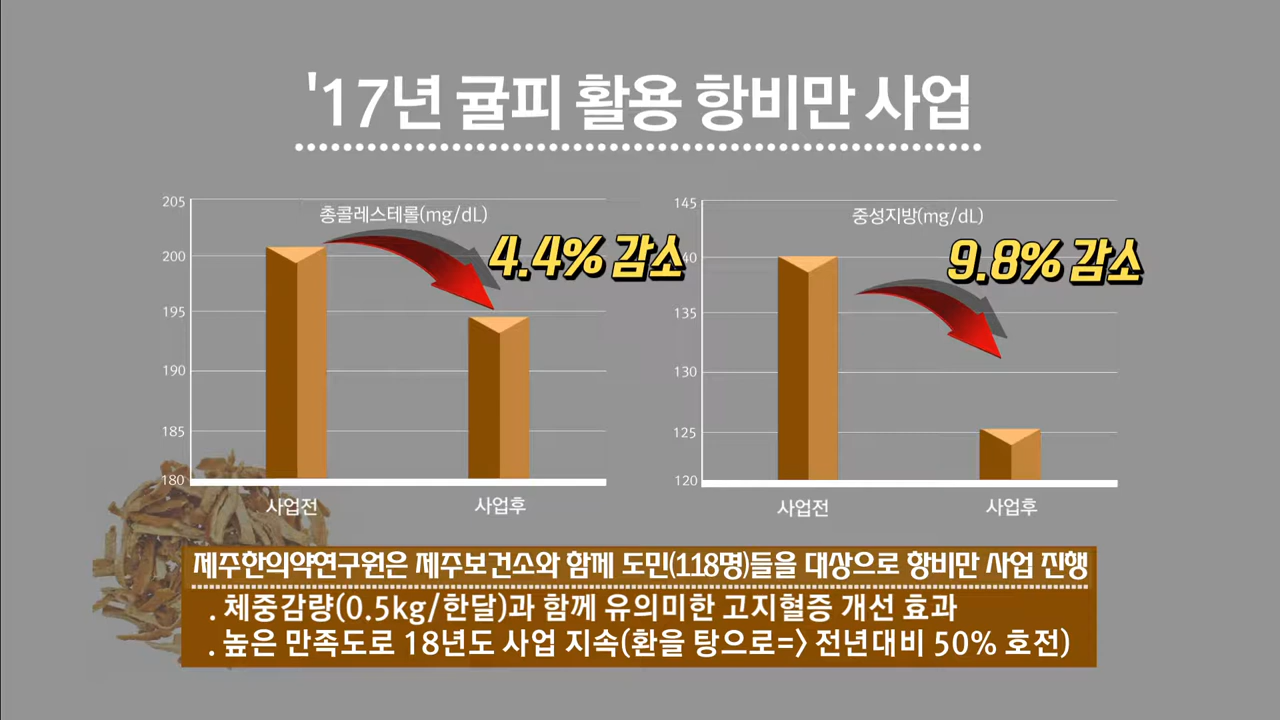 '17년 귤피 활용 항비만 사업
205
총콜레스테롤(mg/dL)
4.4% 감소
200
195
190
185
180
사업전
사업후
145
중성지방(mg/dL)
9.8% 감소
40
135
130
125
120
사업전
사업후
제주한의약연구원은 제주보건소와 함께 도민(118명)들을 대상으로 항비만 사업 진행
. 체중감량(0.5kg/한달)과 함께 유의미한 고지혈증 개선 효과
. 높은 만족도로 18년도 사업 지속(환을 탕으로=> 전년대비 50% 호전)